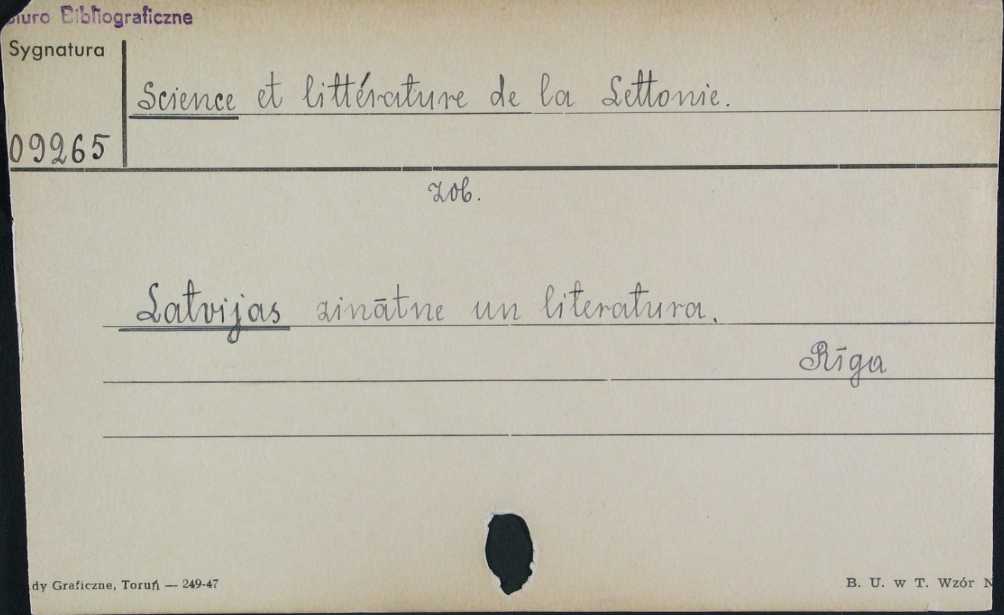 Biuro Bibliograficzne
Sygnatura
Science et littérature de la Lettonie.
09265
zob.
Latvijas zinātne un literatura.
Rīga
dy Graficzne, Toruń — 249-47
B. U. w T. Wzór N